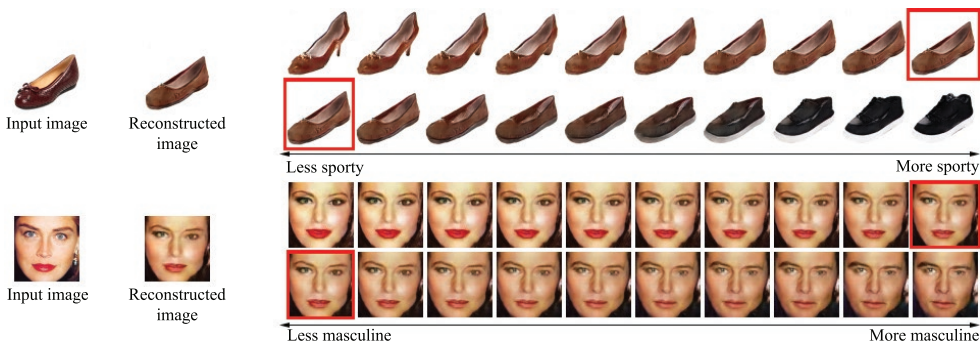 Input image
Reconstructed
image
Less sporty
More sporty
Input image
Reconstructed
image
Less masculine
More masculine